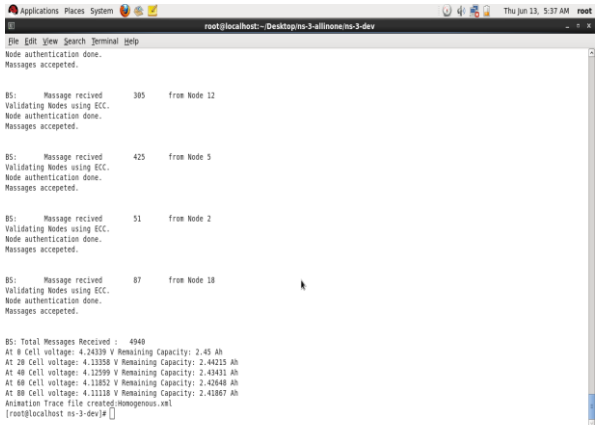 Applications Places System Thu Jun 13, 5:37 AM root
root@localhost:~/Desktop/ns-3-allinone/ns-3-dev
File Edit View Search Terminal Help
Node authentication done.
Massages accepeted.
BS: Massage recived 305 from Node 12
Validating Nodes using ECC.
Node authentication done.
Massages accepeted.
BS: Massage recived 425 from Node 5
Validating Nodes using ECC.
Node authentication done.
Massages accepeted.
BS: Massage recived 51 from Node 2
Validating Nodes using ECC.
Node authentication done.
Massages accepeted.
BS: Massage recived 87 from Node 18
Validating Nodes using ECC.
Node authentication done.
Massages accepeted.
BS: Total Messages Received : 4940
At 0 Cell voltage: 4.24339 V Remaining Capacity: 2.45 Ah
At 20 Cell voltage: 4.13358 V Remaining Capacity: 2.44215 Ah
At 40 Cell voltage: 4.12599 V Remaining Capacity: 2.43431 Ah
At 60 Cell voltage: 4.11852 V Remaining Capacity: 2.42648 Ah
At 80 Cell voltage: 4.11118 V Remaining Capacity: 2.41867 Ah
Animation Trace file created:Homogenous.xml
[root@localhost ns-3-dev]#